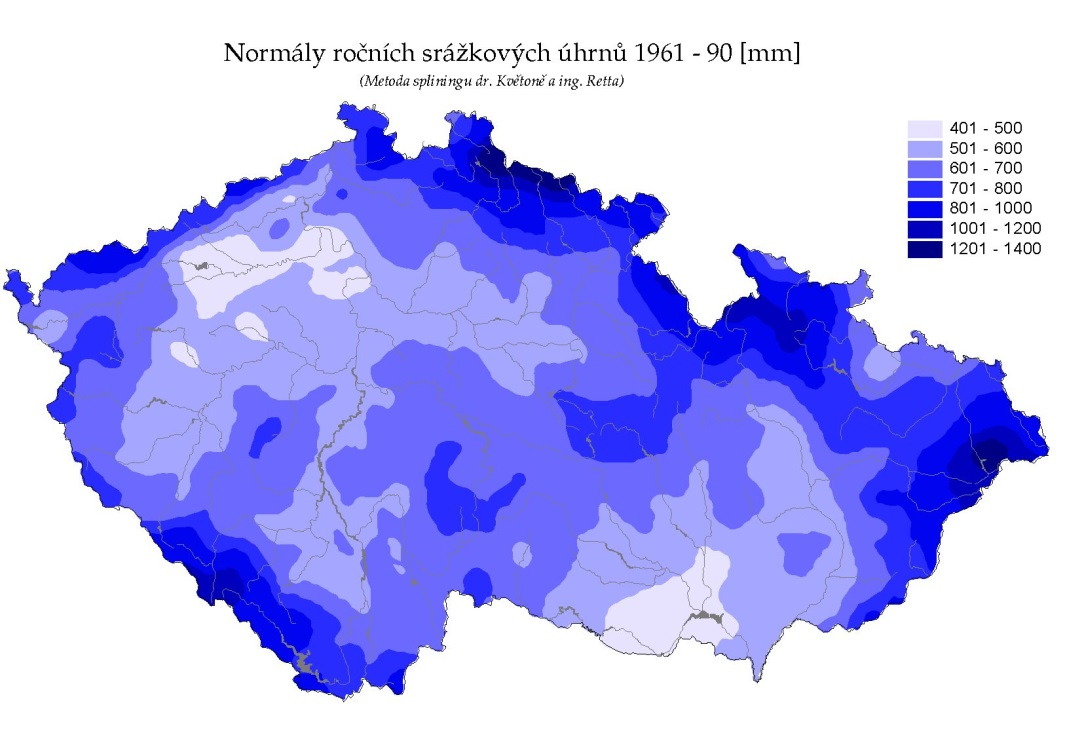 Normály ročních srážkových úhrnů 1961 - 90 [mm]
(Metoda spliningu dr. Květoně a ing. Retta)
401 - 500
501 - 600
601 - 700
701 - 800
801 - 1000
1001 - 1200
1201 - 1400